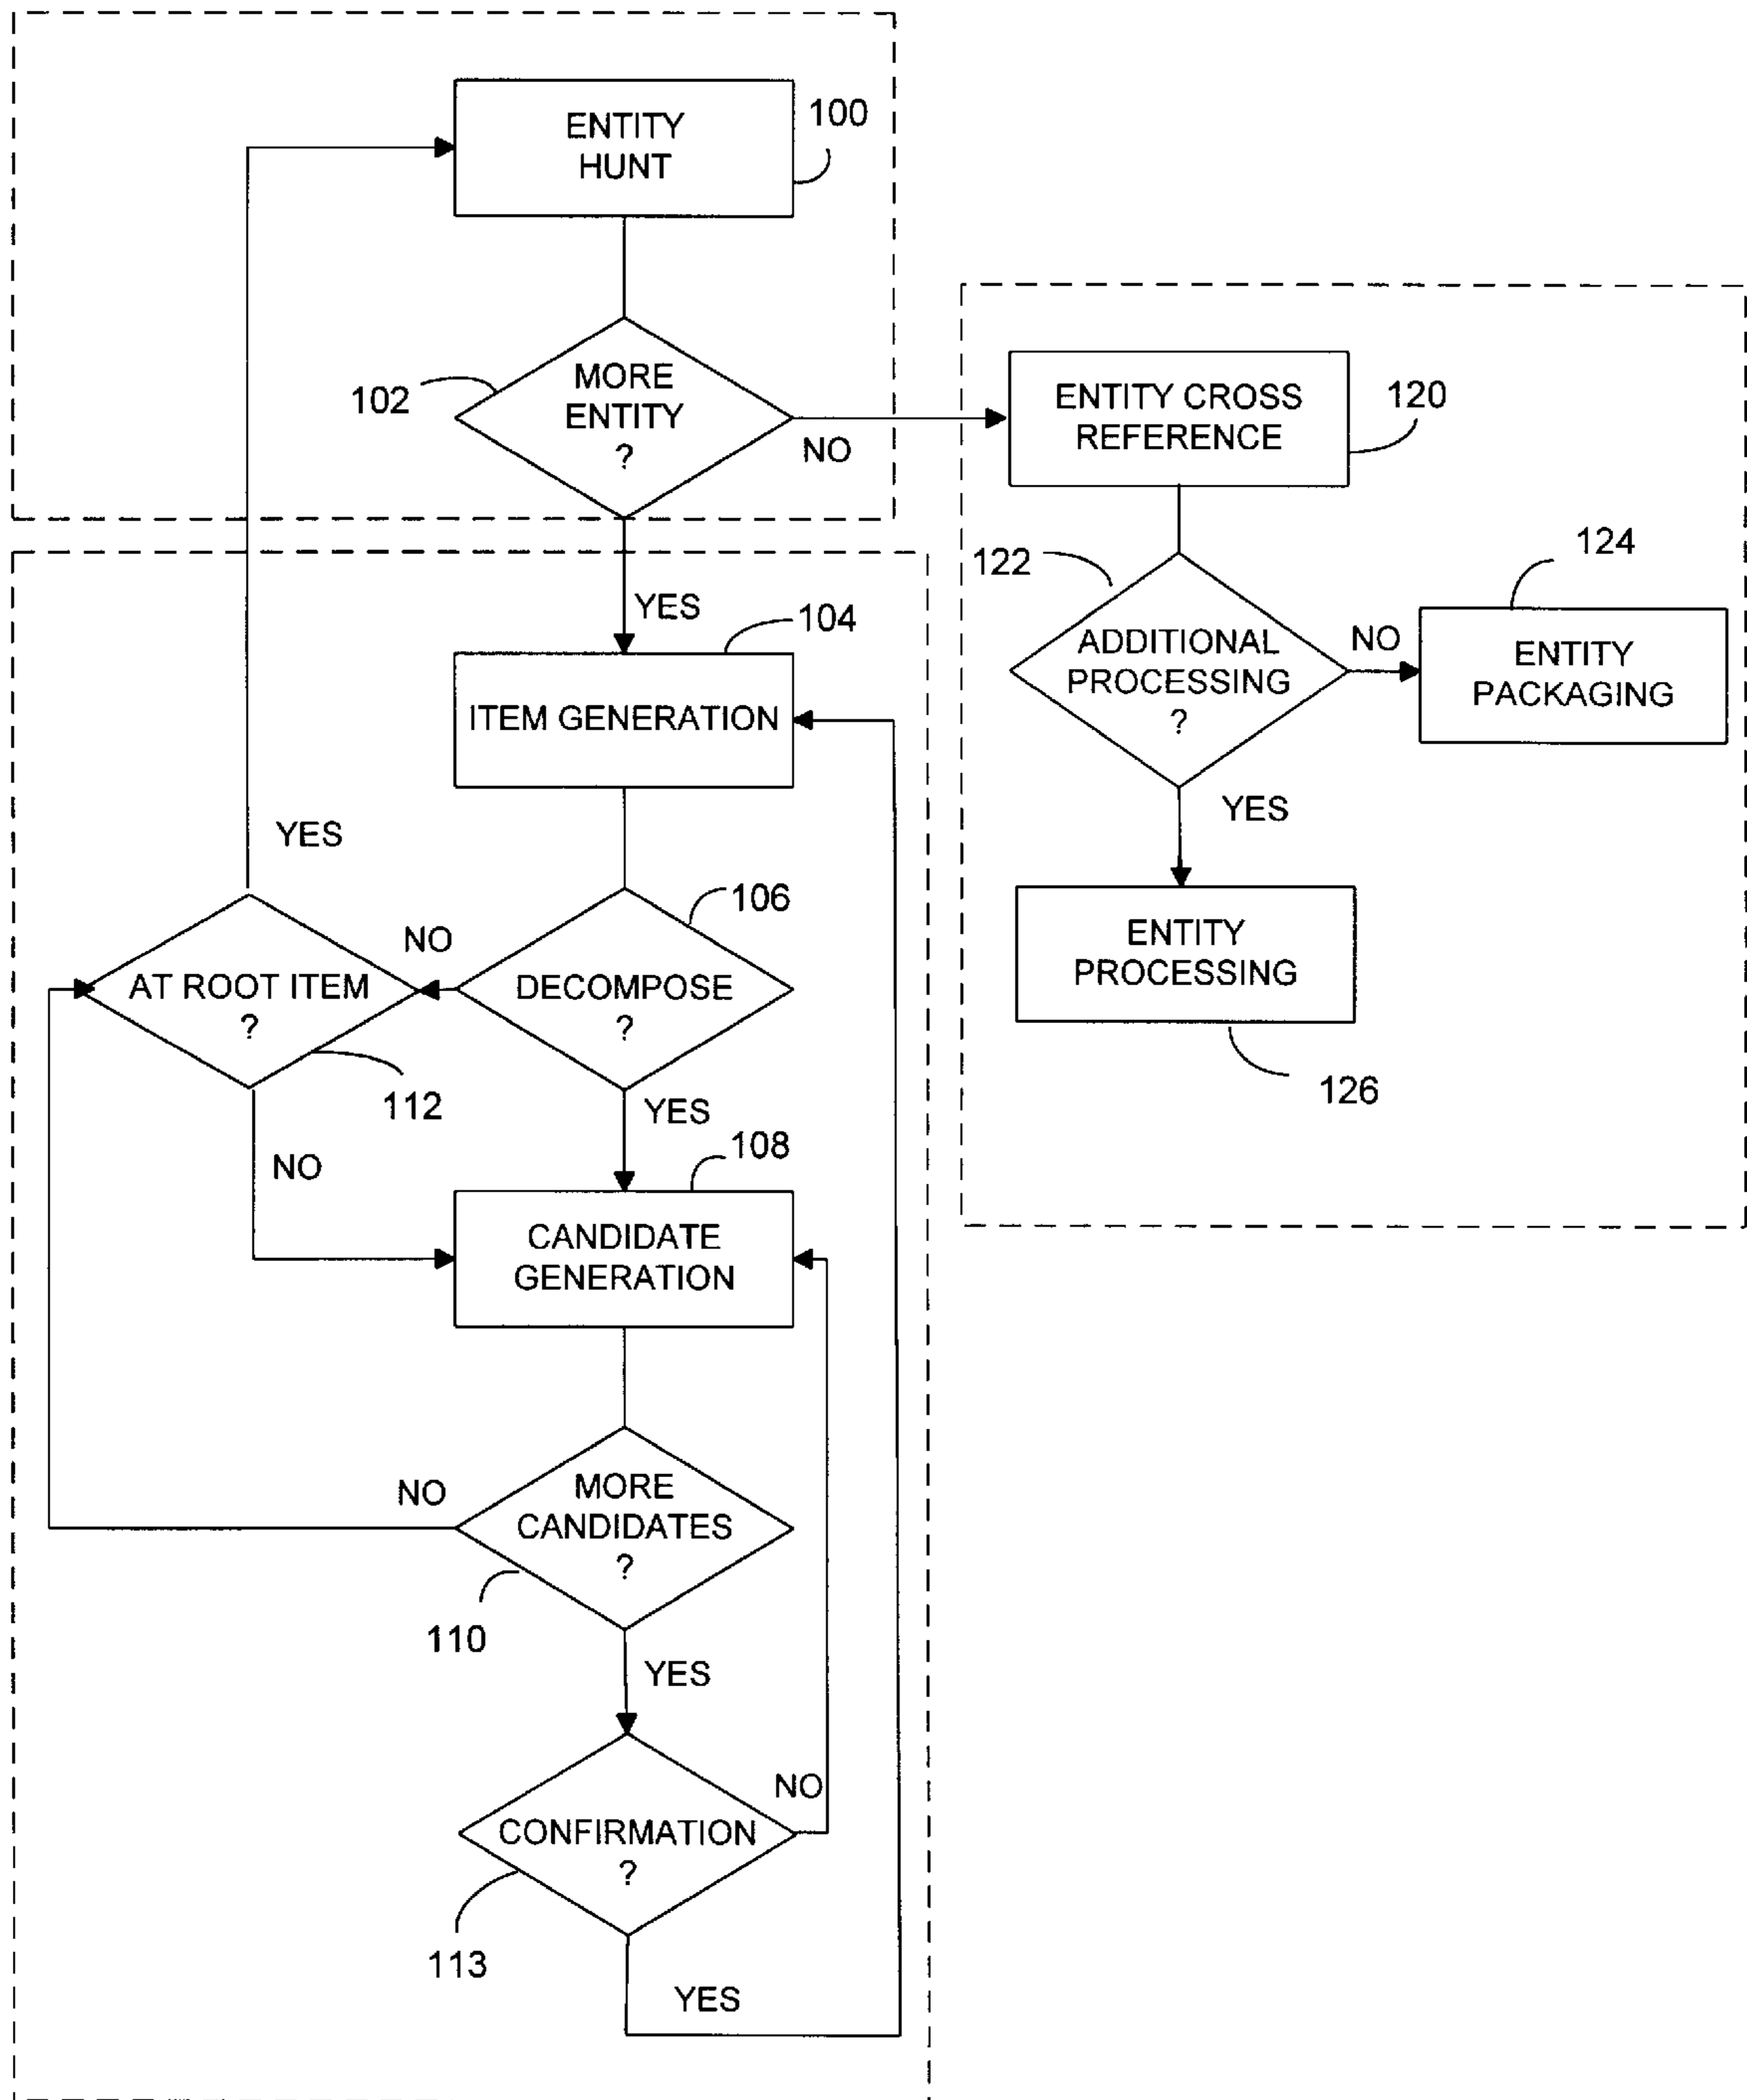 ENTITY
HUNT
100
MORE
ENTITY
?
102
NO
YES
ENTITY CROSS
REFERENCE
120
122
ADDITIONAL
PROCESSING
?
NO
124
ENTITY
PACKAGING
YES
ENTITY
PROCESSING
126
104
ITEM GENERATION
YES
106
NO
AT ROOT ITEM
?
DECOMPOSE
?
112
YES
108
NO
CANDIDATE
GENERATION
NO
MORE
CANDIDATES
?
110
YES
NO
CONFIRMATION
?
113
YES